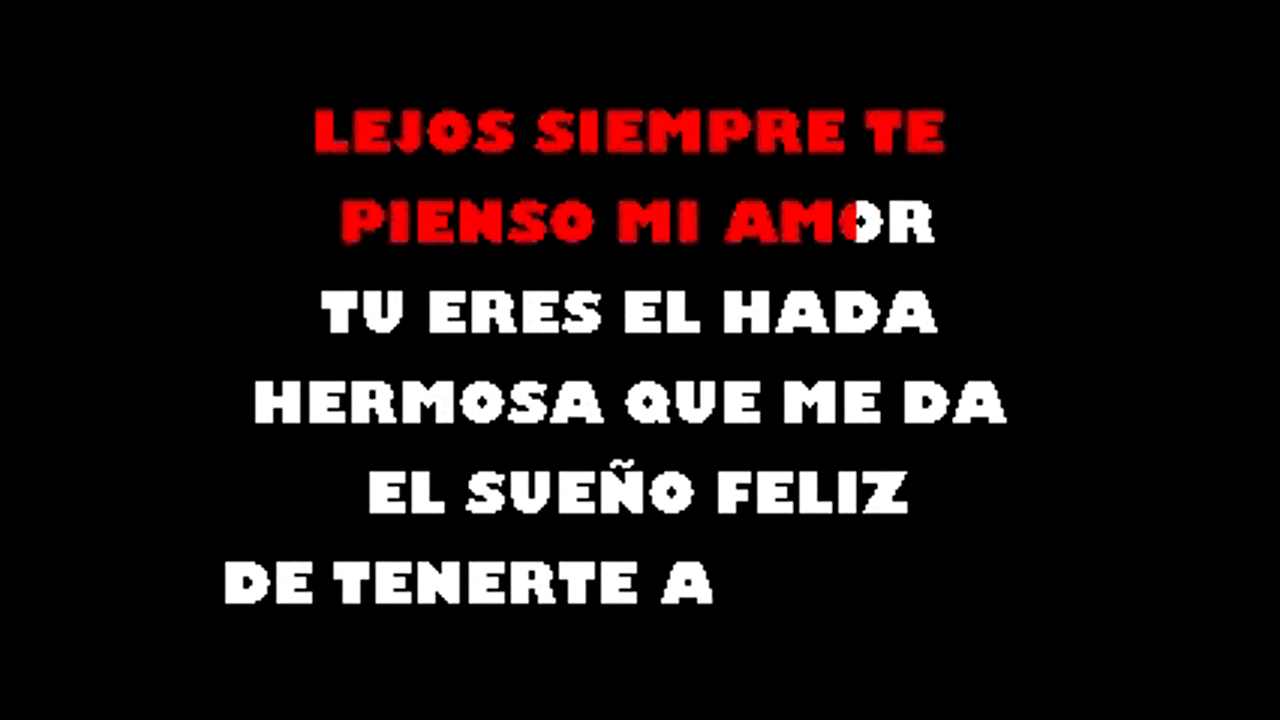 LEJOS SIEMPRE TE
PIENSO MI AMOR
TU ERES EL HADA
HERMOSA QUE ME DA
EL SUEÑO FELIZ
DE TENERTE A